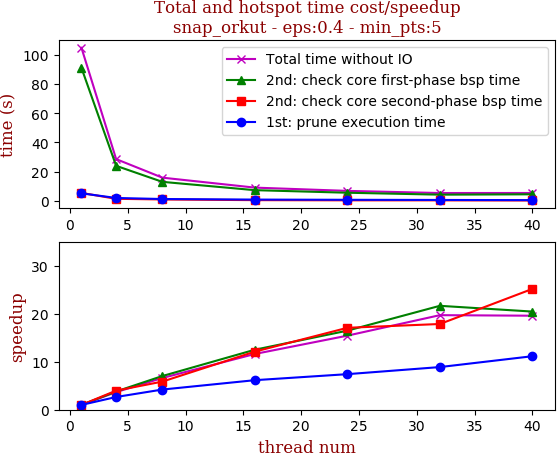 Total and hotspot time cost/speedup
snap_orkut - eps:0.4 - min_pts:5
time (s)
100
80
60
40
20
0
Total time without IO
2nd: check core first-phase bsp time
2nd: check core second-phase bsp time
1st: prune execution time
0 5 10 15 20 25 30 35 40
speedup
30
20
10
0
0 5 10 15 20 25 30 35 40
thread num